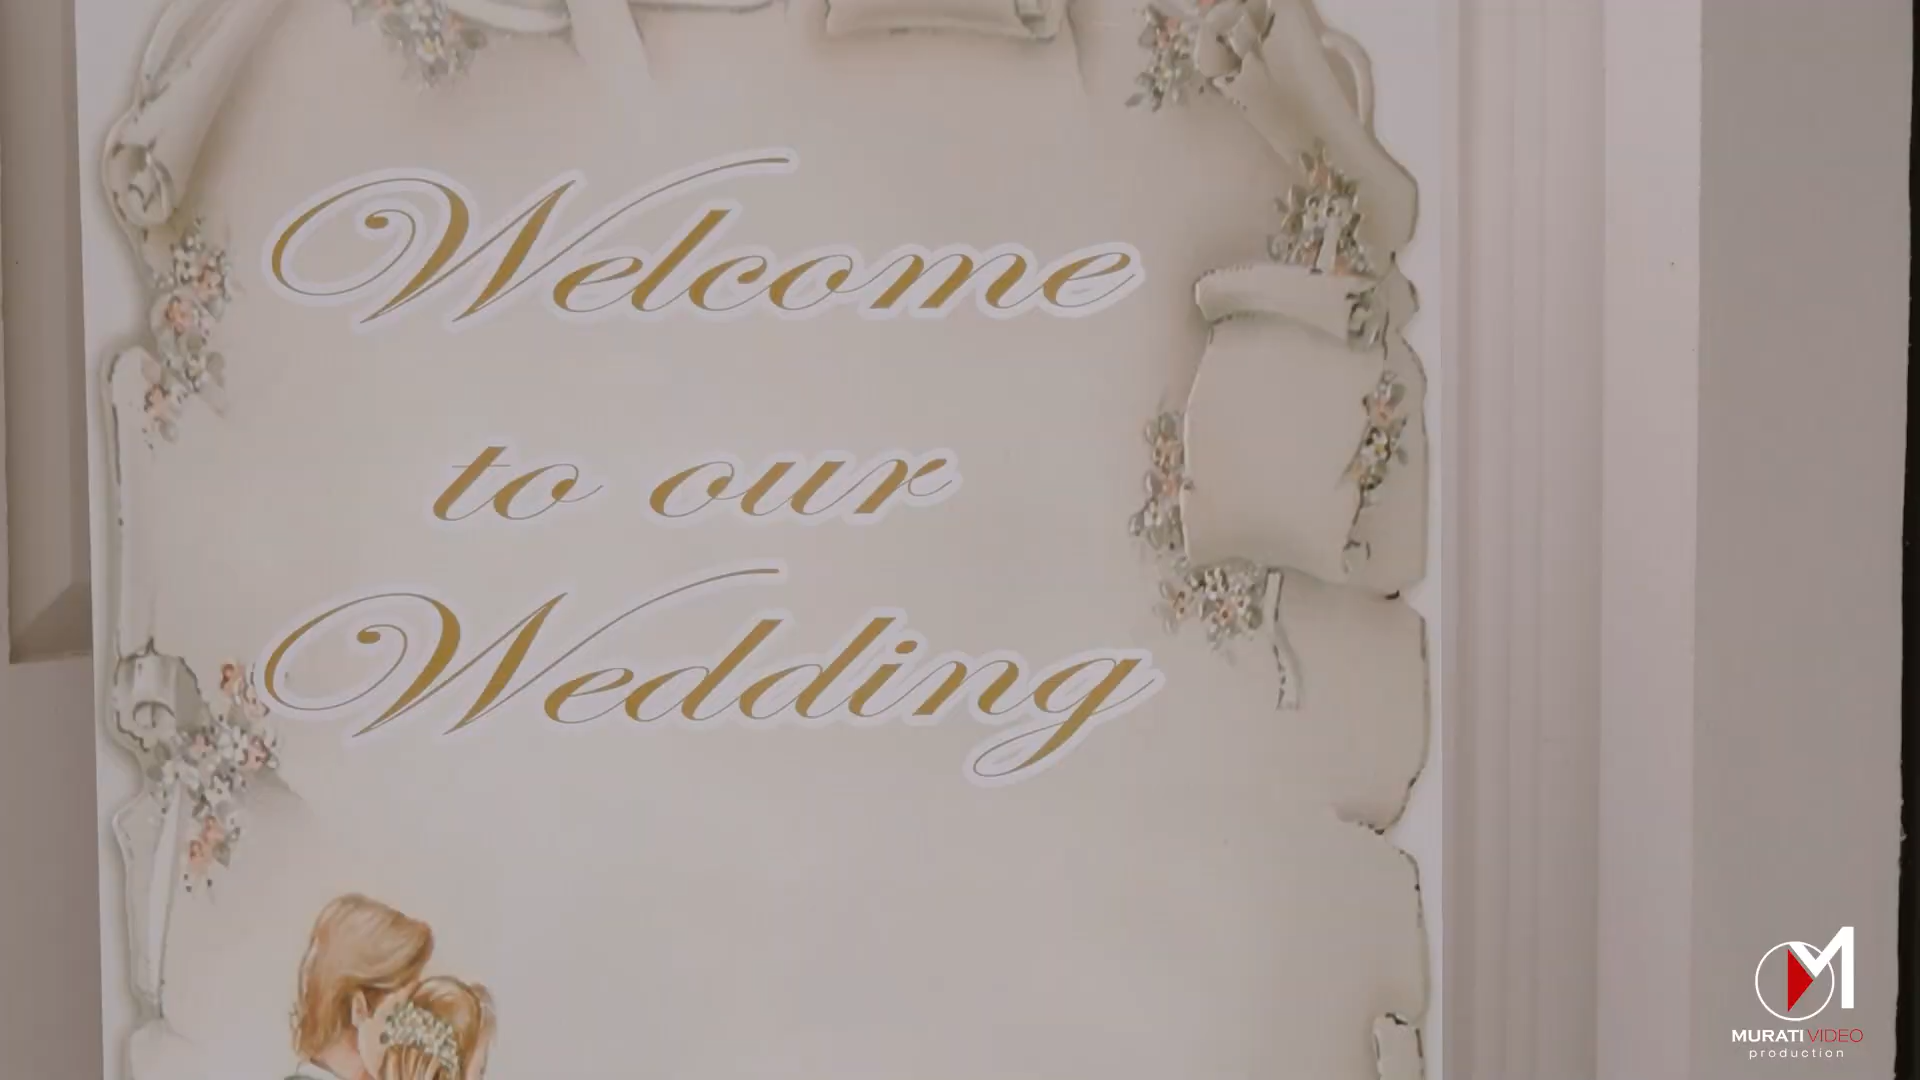 Welcome
to our
Wedding
M
MURATI VIDEO
production